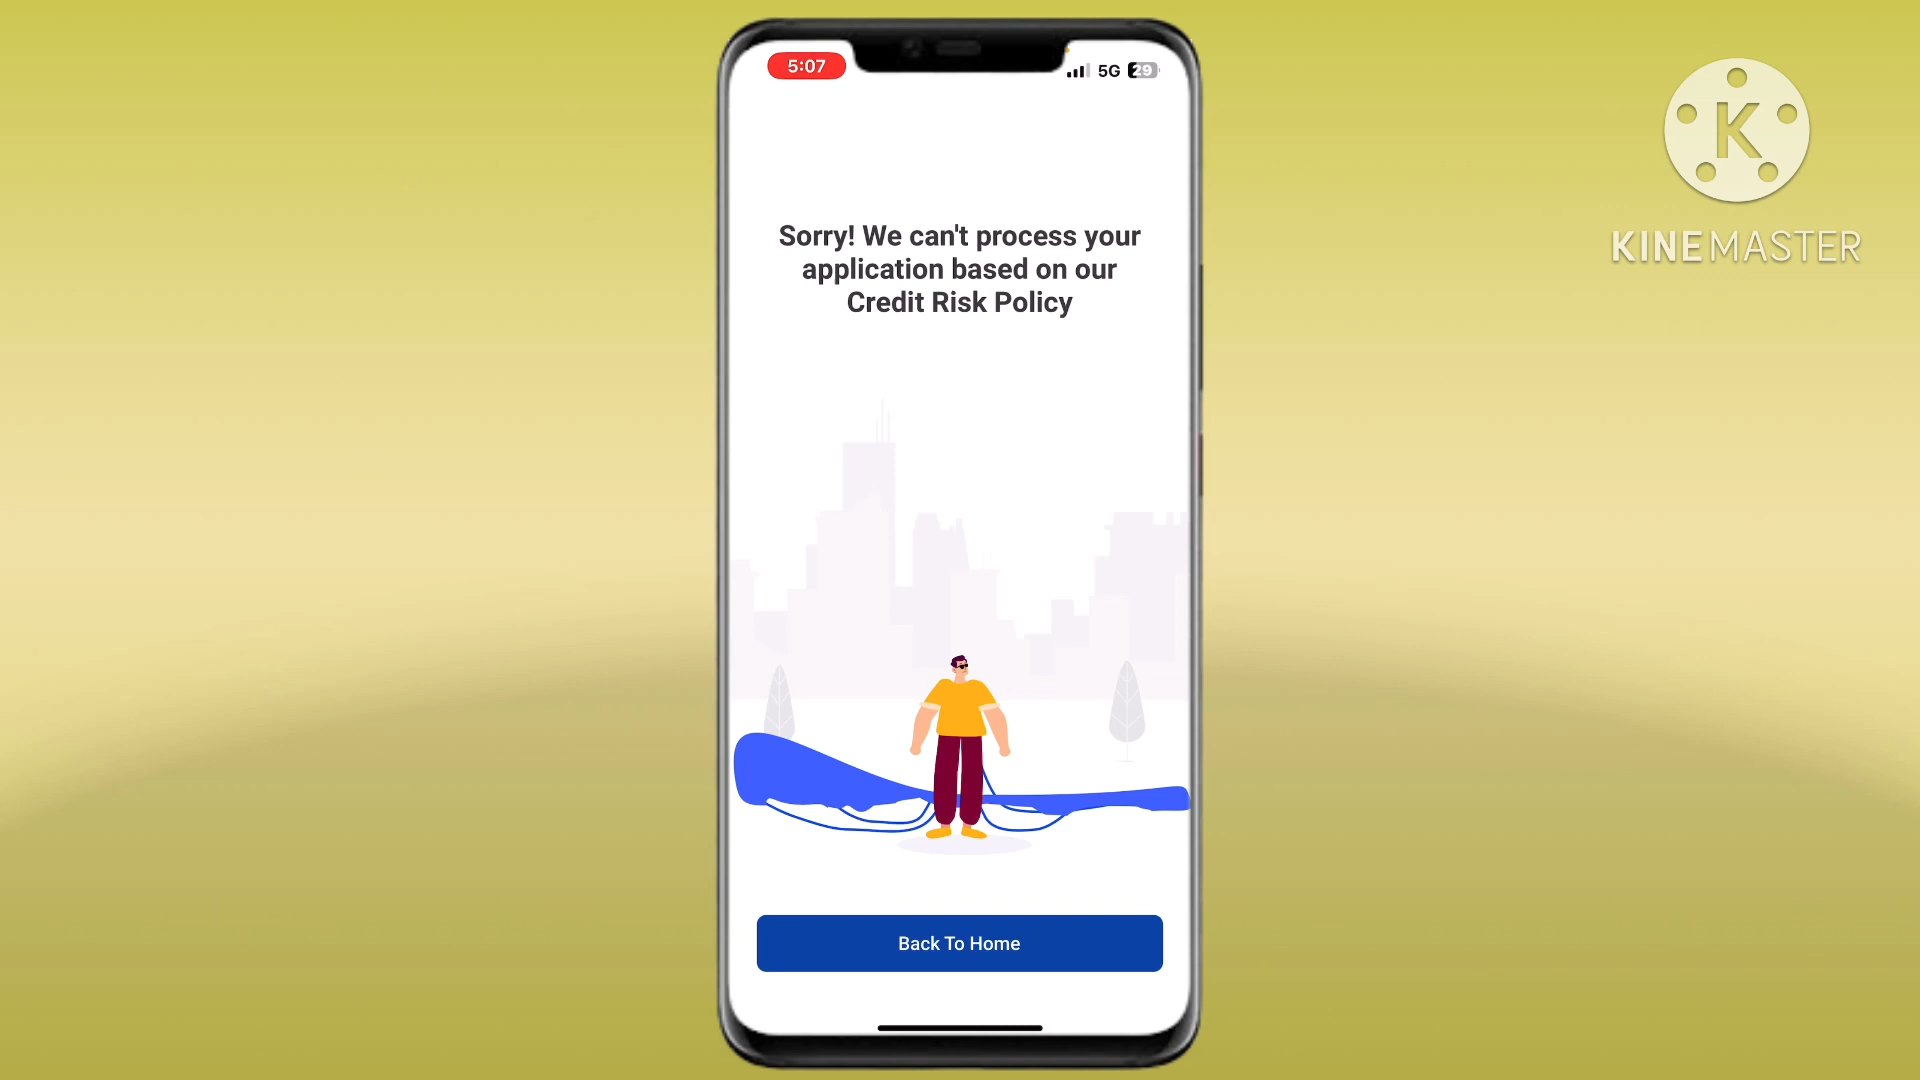 5:07
5G 29
KINEMASTER
Sorry! We can't process your
application based on our
Credit Risk Policy
Back To Home